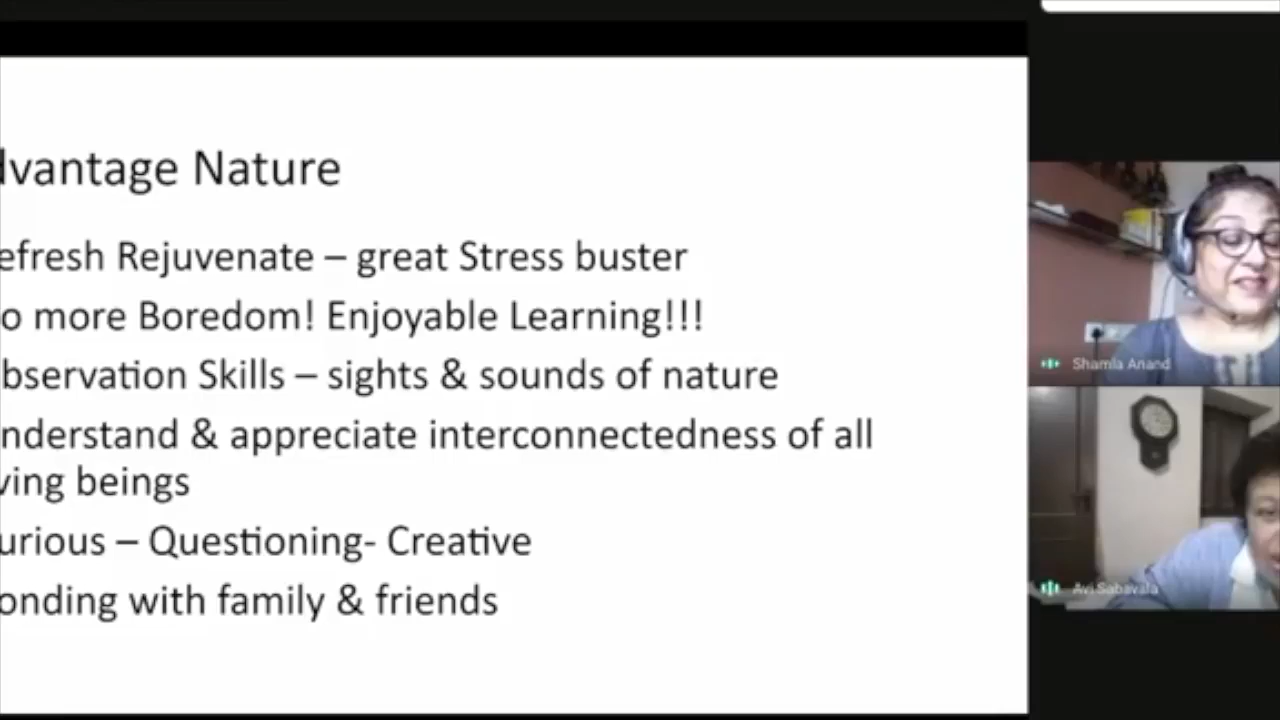 dvantage Nature
efresh Rejuvenate – great Stress buster
o more Boredom! Enjoyable Learning!!!
bservation Skills – sights & sounds of nature
nderstand & appreciate interconnectedness of all
ving beings
urious – Questioning- Creative
onding with family & friends
Shamla Anand
Avi Sabavala